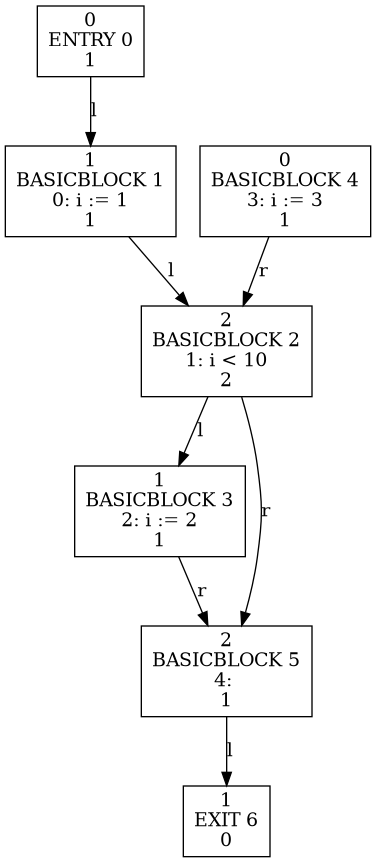 0
ENTRY 0
1
l
1
BASICBLOCK 1
0: i := 1
1
0
BASICBLOCK 4
3: i := 3
1
l
r
2
BASICBLOCK 2
1: i < 10
2
l
1
BASICBLOCK 3
2: i := 2
1
r
r
2
BASICBLOCK 5
4:
1
l
1
EXIT 6
0